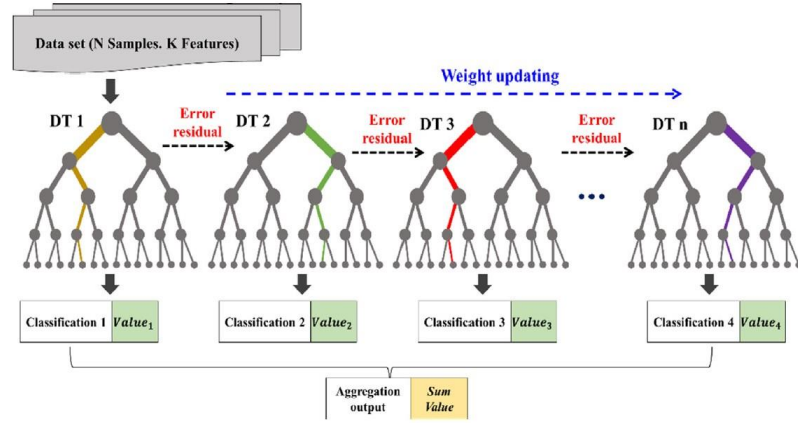 Data set (N Samples. K Features)
Weight updating
DT 1
Error
residual
DT 2
Error
residual
DT 3
Error
residual
DT n
...
Classification 1 Value₁
Classification 2 Value₂
Classification 3 Value₃
Classification 4 Value₄
Aggregation
output
Sum
Value